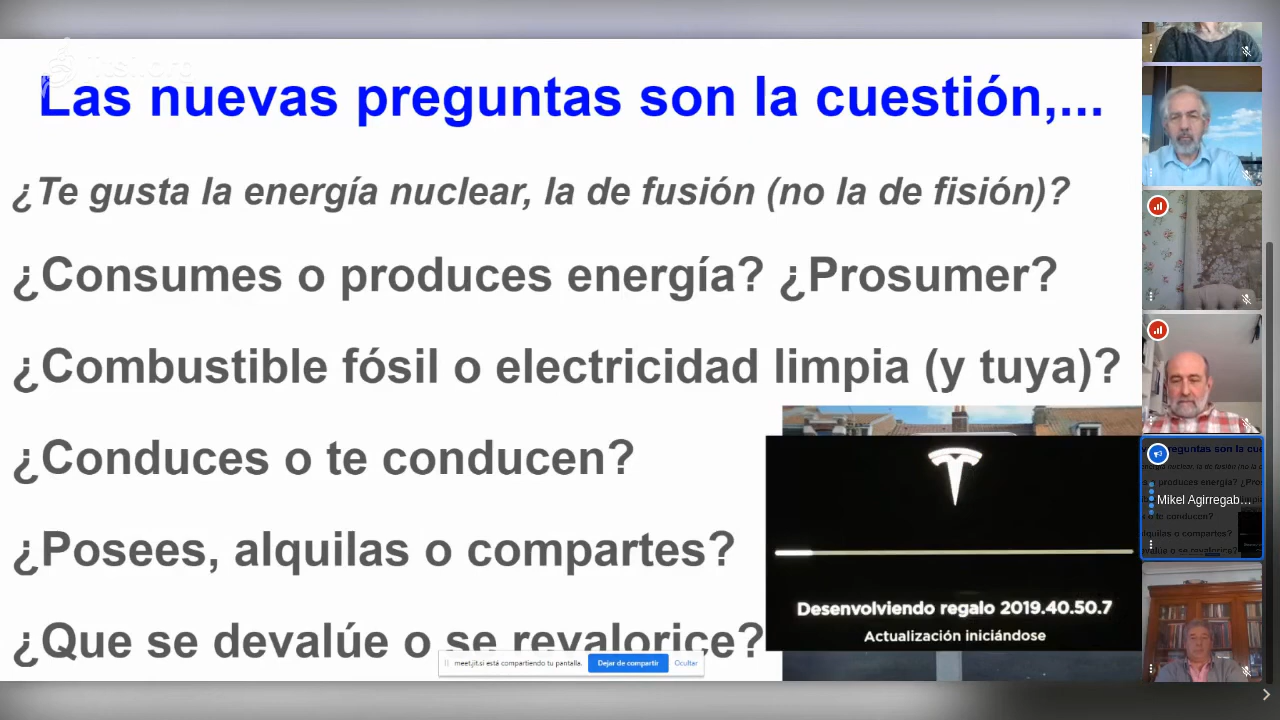 Las nuevas preguntas son la cuestión,...
¿Te gusta la energía nuclear, la de fusión (no la de fisión)?
¿Consumes o produces energía? ¿Prosumer?
¿Combustible fósil o electricidad limpia (y tuya)?
¿Conduces o te conducen?
¿Posees, alquilas o compartes?
¿Que se devalúe o se revalorice?
Desenvolviendo regalo 2019.40.50.7
Actualización iniciándose
meet.jit.si está compartiendo tu pantalla.
Dejar de compartir
Ocultar
jitsi.org
Mikel Agirregab...